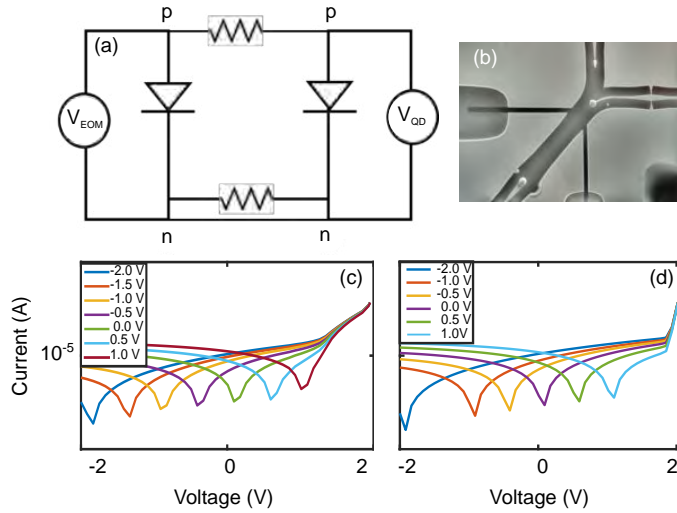 p p
(a)
(b)
V_EOM V_QD
n n
(c)
-2.0 V
-1.5 V
-1.0 V
-0.5 V
0.0 V
0.5 V
1.0 V
(d)
-2.0 V
-1.0 V
-0.5 V
0.0 V
0.5 V
1.0V
Current (A)
10^-5
-2 0 2
-2 0 2
Voltage (V) Voltage (V)